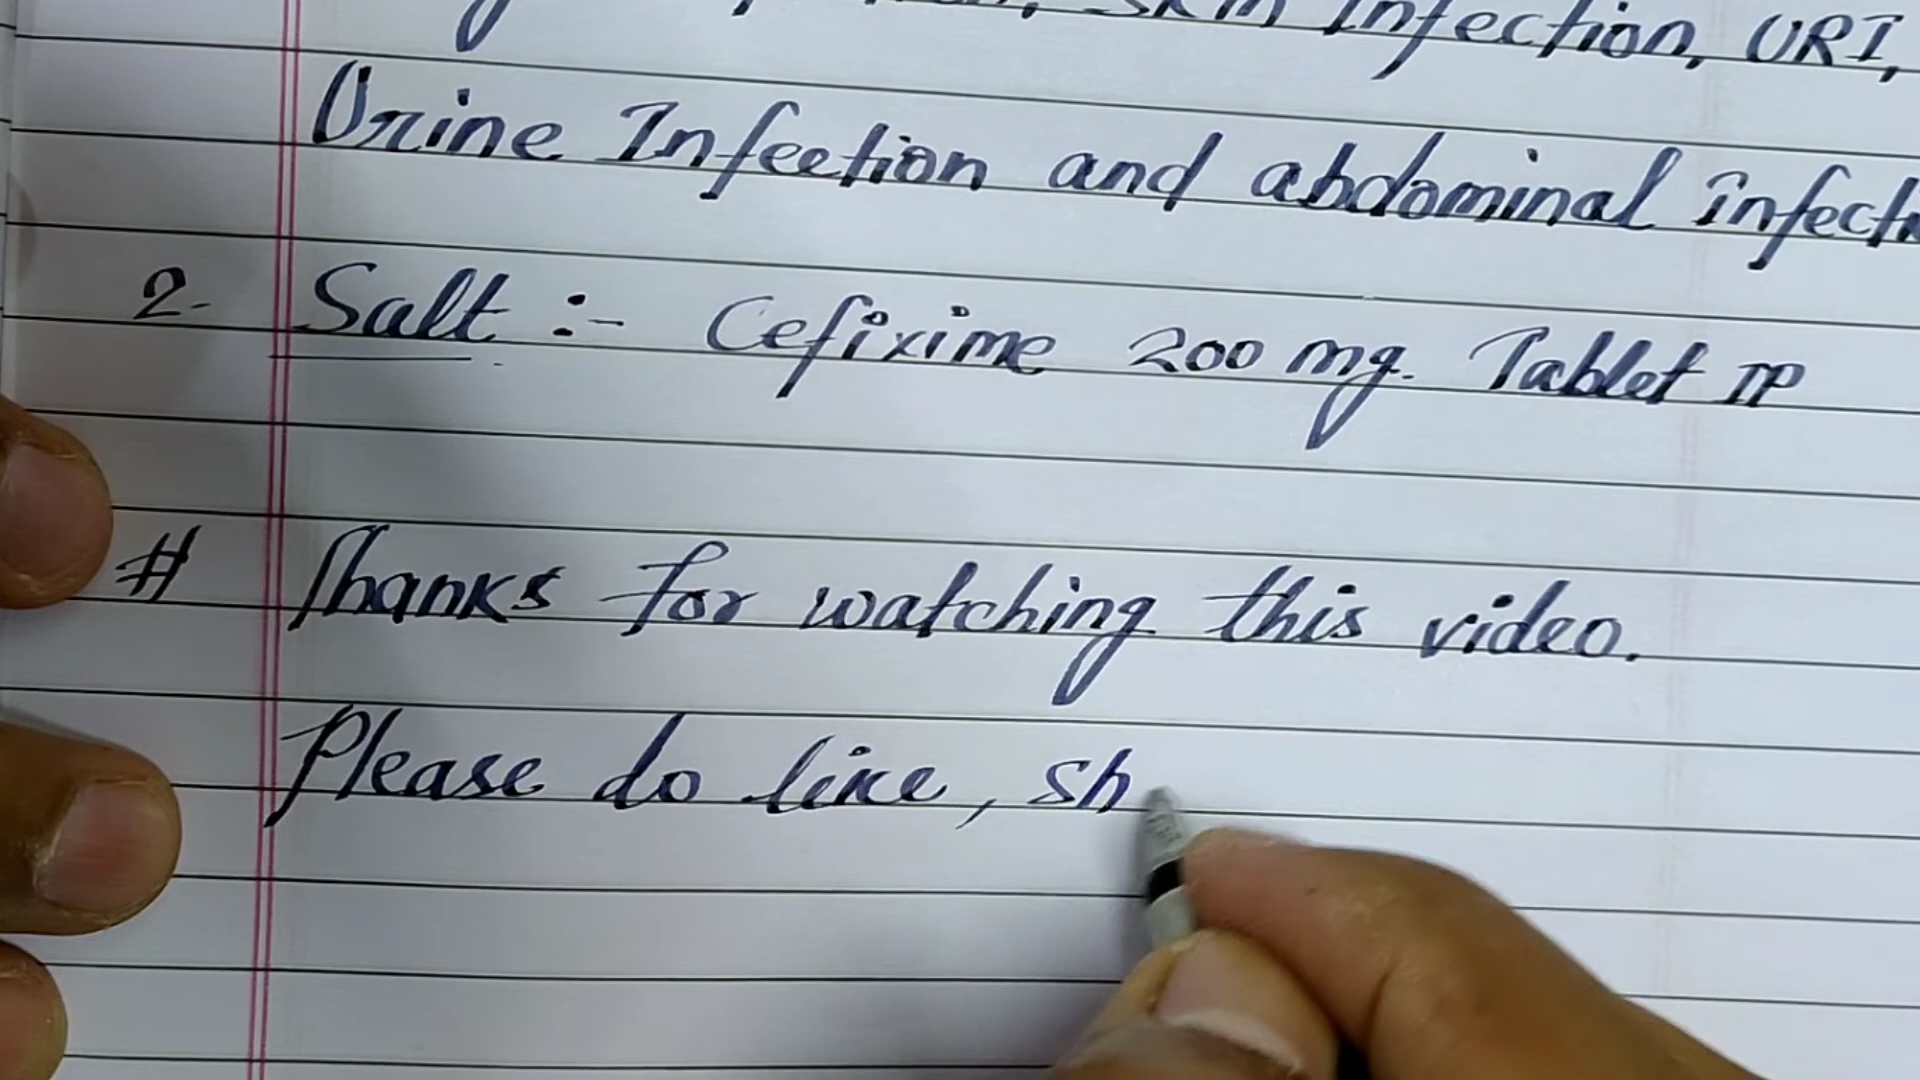 Skin Infection, URI,
Urine Infection and abdominal infecti
2- Salt :- Cefixime 200 mg. Tablet IP
# Thanks for watching this video.
Please do like, sh